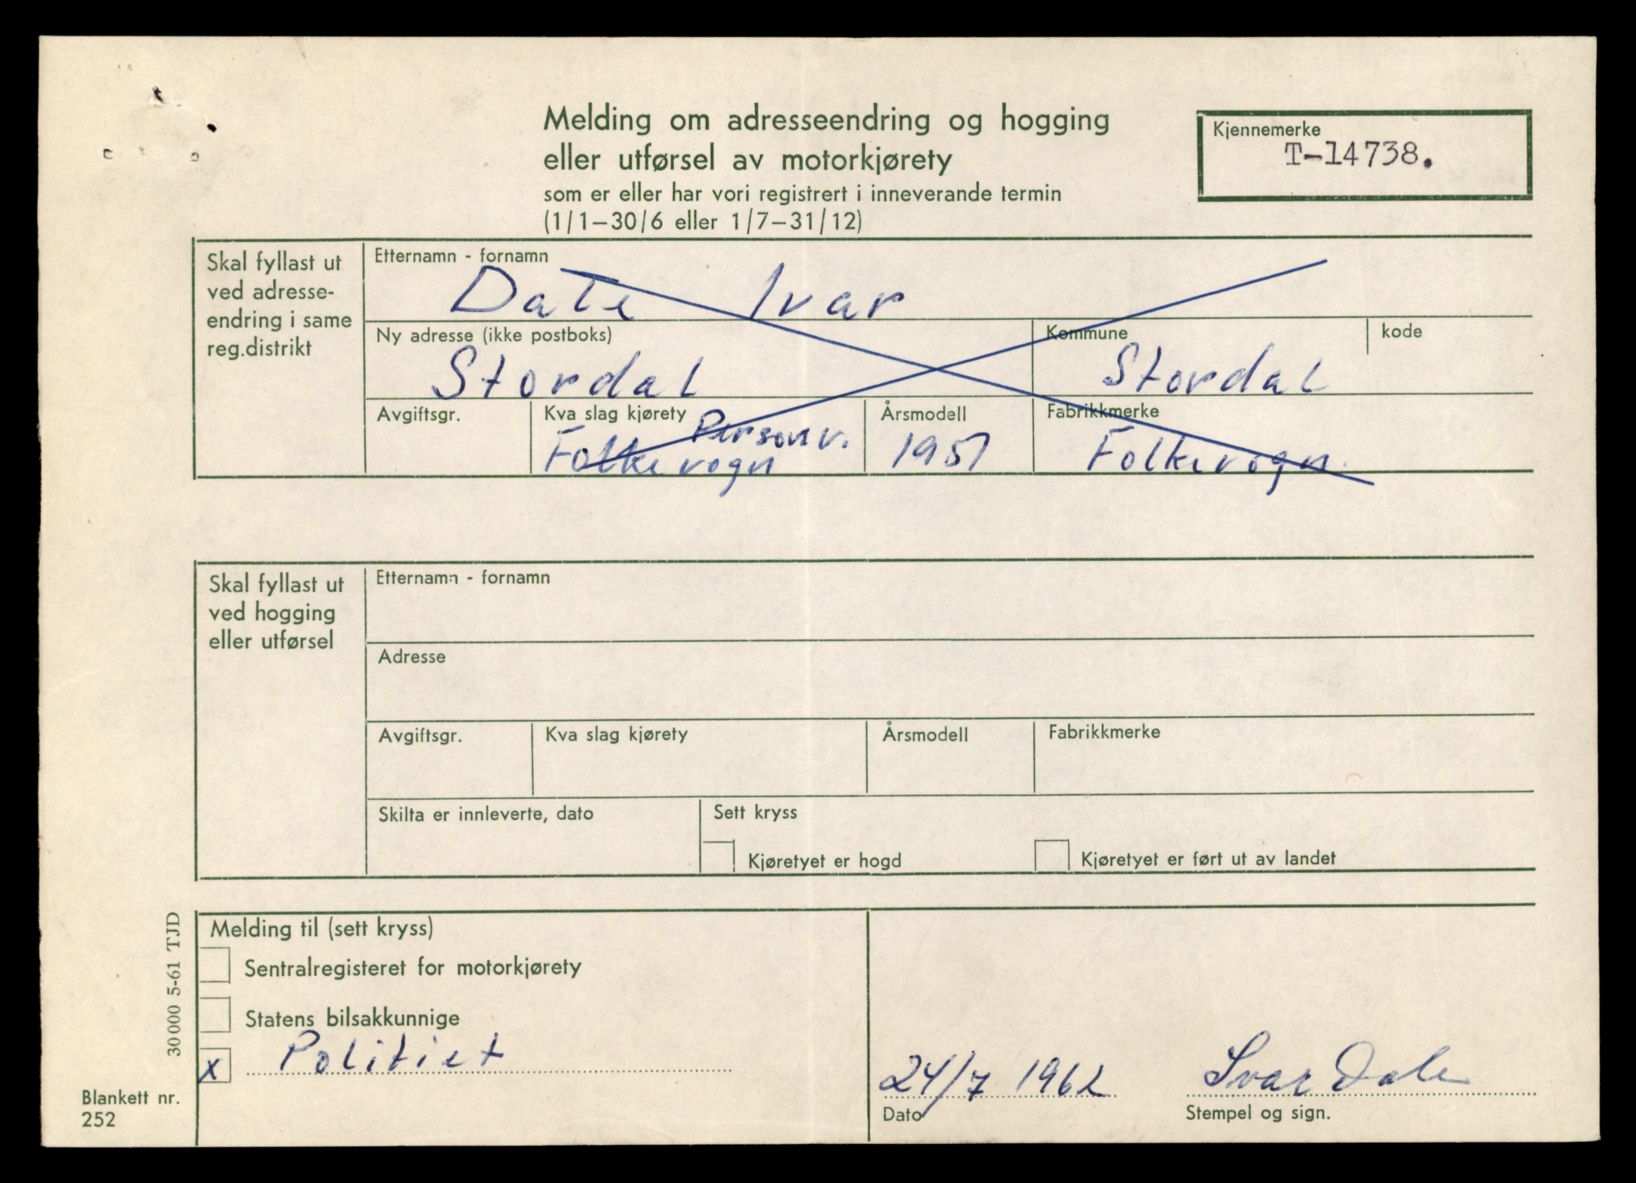 Melding om adresseendring og hogging
eller utførsel av motorkjørety
som er eller har vori registrert i inneverande termin
(1/1–30/6 eller 1/7–31/12)
Kjennemerke
T-14738.
Skal fyllast ut
ved adresse-
endring i same
reg.distrikt
Etternamn - fornamn
Dale Ivar
Ny adresse (ikke postboks)
Stordal
Kommune
Stordal
kode
Avgiftsgr.
Kva slag kjørety
Personv.
Folkevogn
Årsmodell
1951
Fabrikkmerke
Folkevogn.
Skal fyllast ut
ved hogging
eller utførsel
Etternamn - fornamn
Adresse
Avgiftsgr.
Kva slag kjørety
Årsmodell
Fabrikkmerke
Skilta er innleverte, dato
Sett kryss
Kjøretyet er hogd
Kjøretyet er ført ut av landet
Melding til (sett kryss)
Sentralregisteret for motorkjørety
Statens bilsakkunnige
x Politiet
24/7 1962
Dato
Ivar Dale
Stempel og sign.
30000 5-61 TJD
Blankett nr.
252